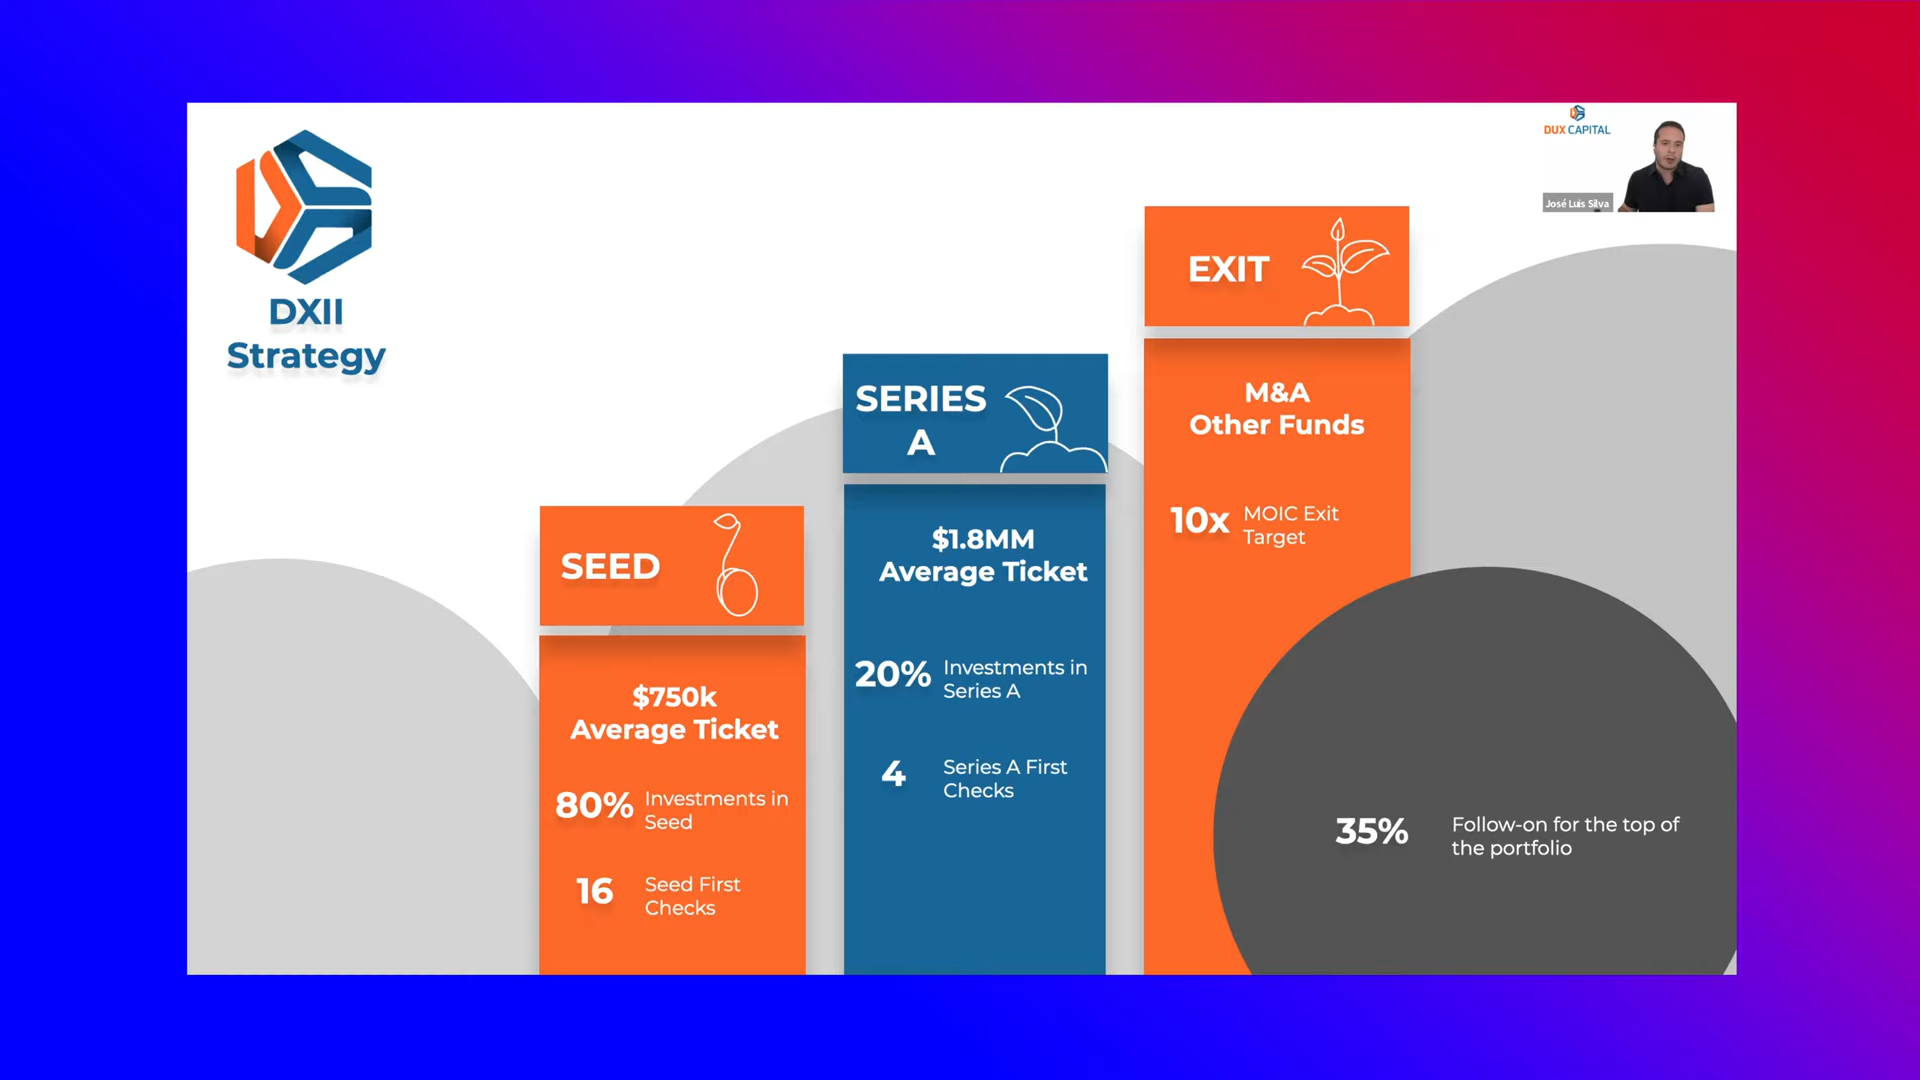 DXII
Strategy
SEED
$750k
Average Ticket
80%
Investments in
Seed
16
Seed First
Checks
SERIES
A
$1.8MM
Average Ticket
20%
Investments in
Series A
4
Series A First
Checks
EXIT
M&A
Other Funds
10x
MOIC Exit
Target
35%
Follow-on for the top of
the portfolio
DUX CAPITAL
José Luis Silva